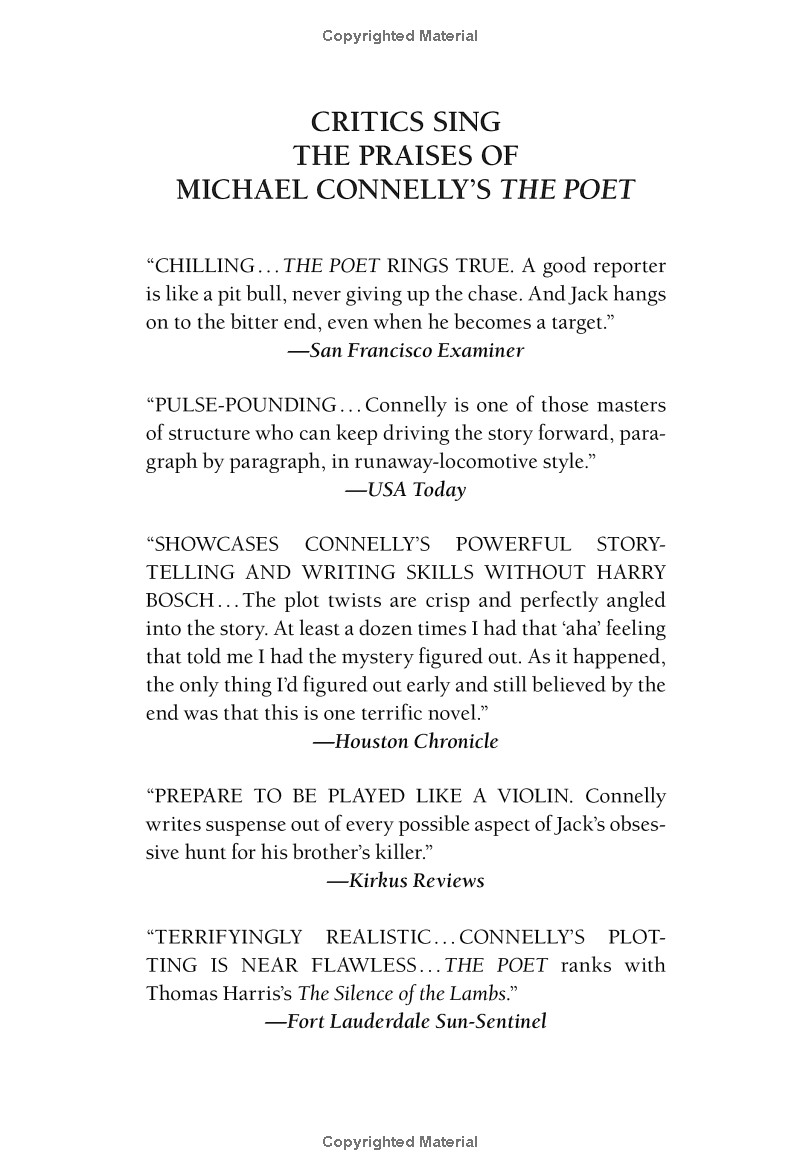 Copyrighted Material
CRITICS SING
THE PRAISES OF
MICHAEL CONNELLY’S THE POET
“CHILLING...THE POET RINGS TRUE. A good reporter
is like a pit bull, never giving up the chase. And Jack hangs
on to the bitter end, even when he becomes a target.”
—San Francisco Examiner
“PULSE-POUNDING...Connelly is one of those masters
of structure who can keep driving the story forward, para-
graph by paragraph, in runaway-locomotive style.”
—USA Today
“SHOWCASES CONNELLY’S POWERFUL STORY-
TELLING AND WRITING SKILLS WITHOUT HARRY
BOSCH...The plot twists are crisp and perfectly angled
into the story. At least a dozen times I had that ‘aha’ feeling
that told me I had the mystery figured out. As it happened,
the only thing I’d figured out early and still believed by the
end was that this is one terrific novel.”
—Houston Chronicle
“PREPARE TO BE PLAYED LIKE A VIOLIN. Connelly
writes suspense out of every possible aspect of Jack’s obses-
sive hunt for his brother’s killer.”
—Kirkus Reviews
“TERRIFYINGLY REALISTIC...CONNELLY’S PLOT-
TING IS NEAR FLAWLESS...THE POET ranks with
Thomas Harris’s The Silence of the Lambs.”
—Fort Lauderdale Sun-Sentinel
Copyrighted Material